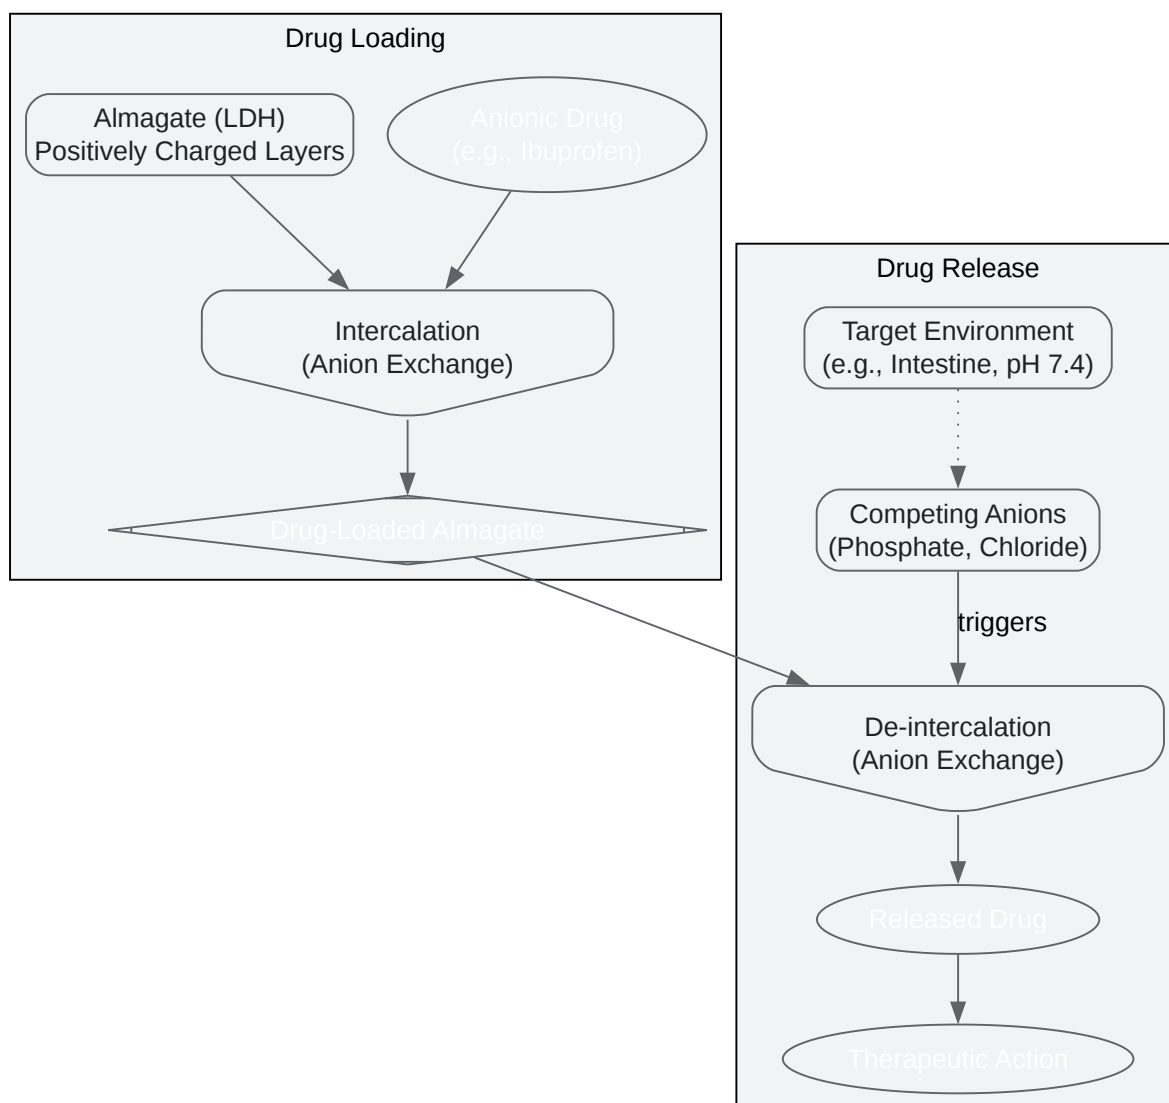 Drug Loading
Almagate (LDH)
Positively Charged Layers
Anionic Drug
(e.g., Ibuprofen)
Intercalation
(Anion Exchange)
Drug-Loaded Almagate
Drug Release
Target Environment
(e.g., Intestine, pH 7.4)
Competing Anions
(Phosphate, Chloride)
triggers
De-intercalation
(Anion Exchange)
Released Drug
Therapeutic Action